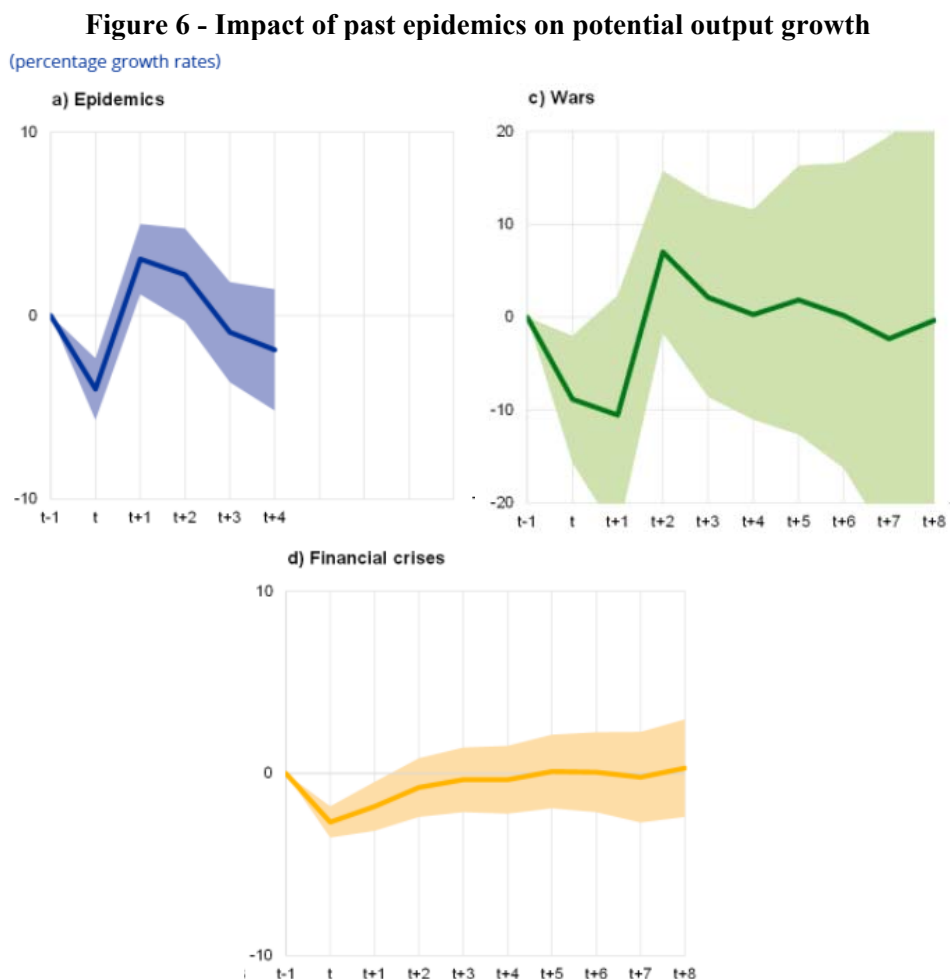 Figure 6 - Impact of past epidemics on potential output growth
(percentage growth rates)
a) Epidemics
10
0
-10
t-1 t t+1 t+2 t+3 t+4
c) Wars
20
10
0
-10
-20
t-1 t t+1 t+2 t+3 t+4 t+5 t+6 t+7 t+8
d) Financial crises
10
0
-10
t-1 t t+1 t+2 t+3 t+4 t+5 t+6 t+7 t+8